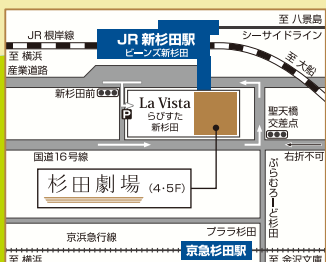 至 八景島
JR 根岸線
JR 新杉田駅
ビーンズ新杉田
シーサイドライン
至 横浜
至 大船
産業道路
新杉田前
P
La Vista
らびすた
新杉田
聖天橋
交差点
国道16号線
右折不可
杉田劇場 (4・5F)
ぷらむろーど杉田
プララ杉田
京浜急行線
京急杉田駅
至 横浜
至 金沢文庫